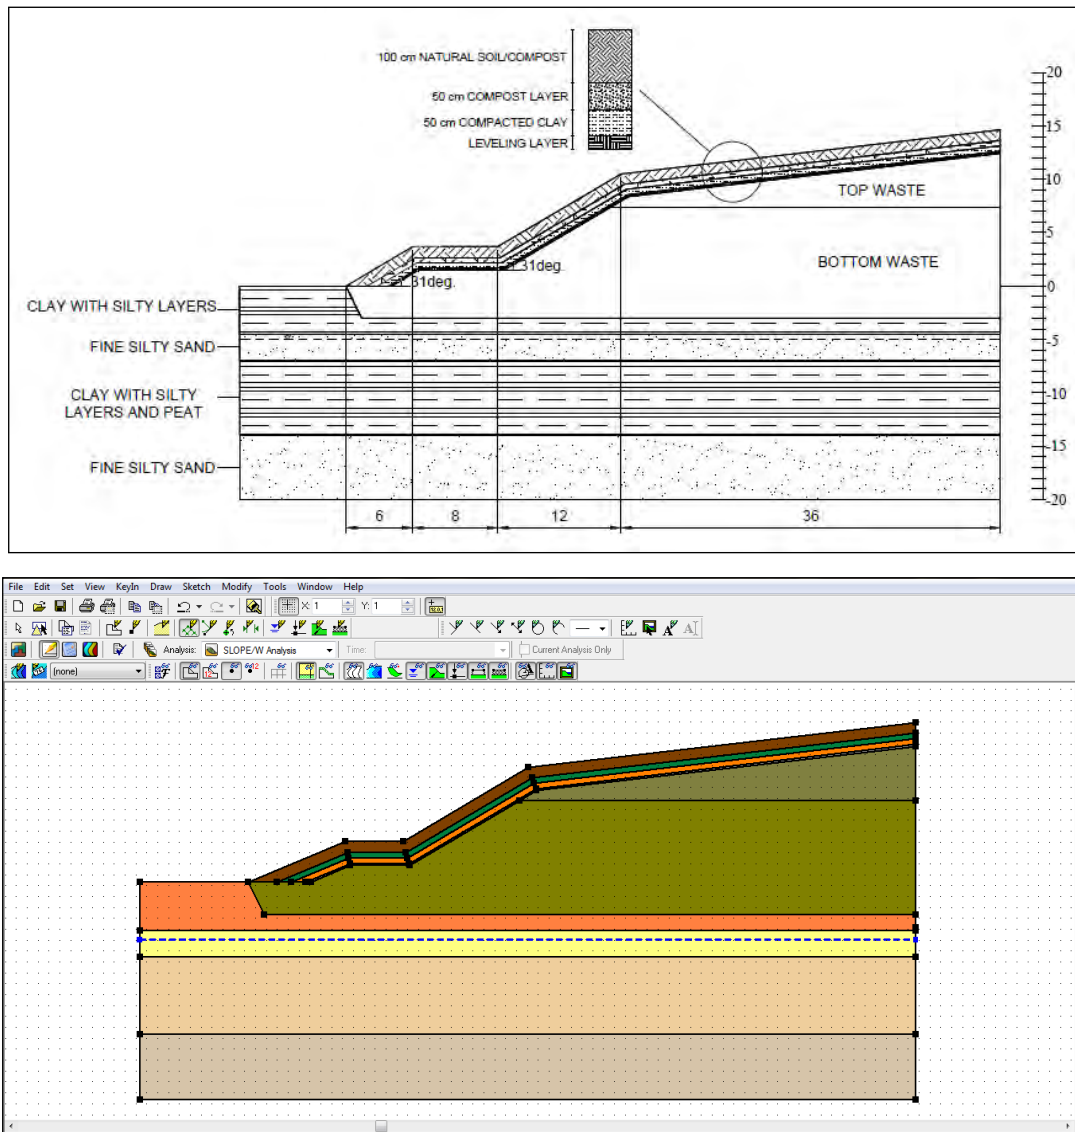 100 cm NATURAL SOIL/COMPOST
50 cm COMPOST LAYER
50 cm COMPACTED CLAY
LEVELING LAYER
20
15
10
5
0
-5
-10
-15
-20
TOP WASTE
BOTTOM WASTE
31deg.
31deg.
CLAY WITH SILTY LAYERS
FINE SILTY SAND
CLAY WITH SILTY
LAYERS AND PEAT
FINE SILTY SAND
6 8 12 36
File Edit Set View KeyIn Draw Sketch Modify Tools Window Help
X: 1 Y: 1
Analysis: SLOPE/W Analysis Time: Current Analysis Only
(none)